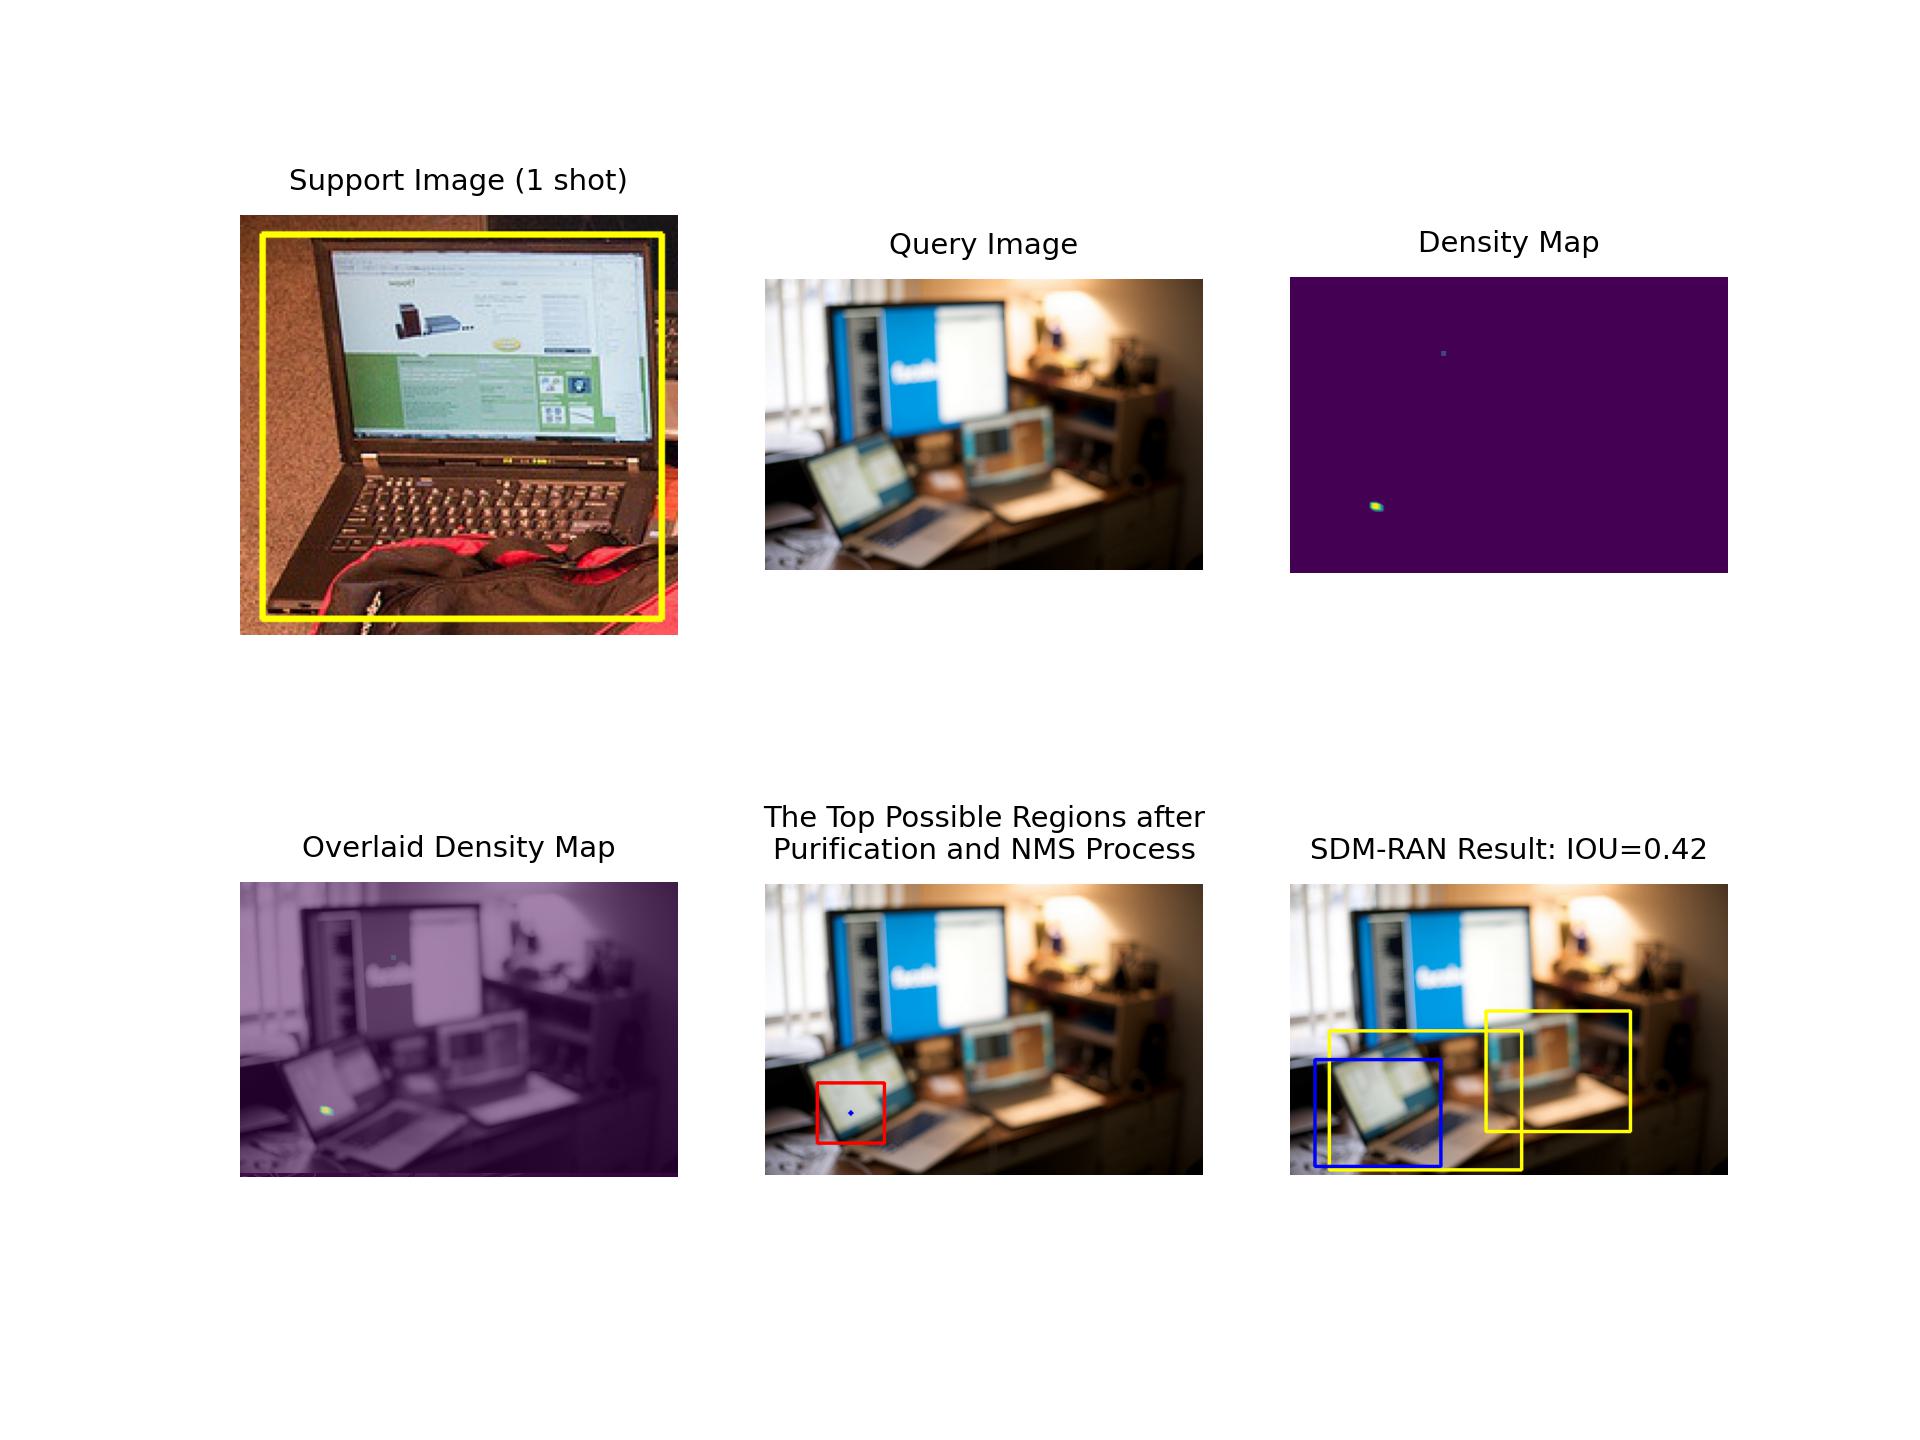 Support Image (1 shot)
Query Image
Density Map
woot!
Overlaid Density Map
The Top Possible Regions after
Purification and NMS Process
SDM-RAN Result: IOU=0.42